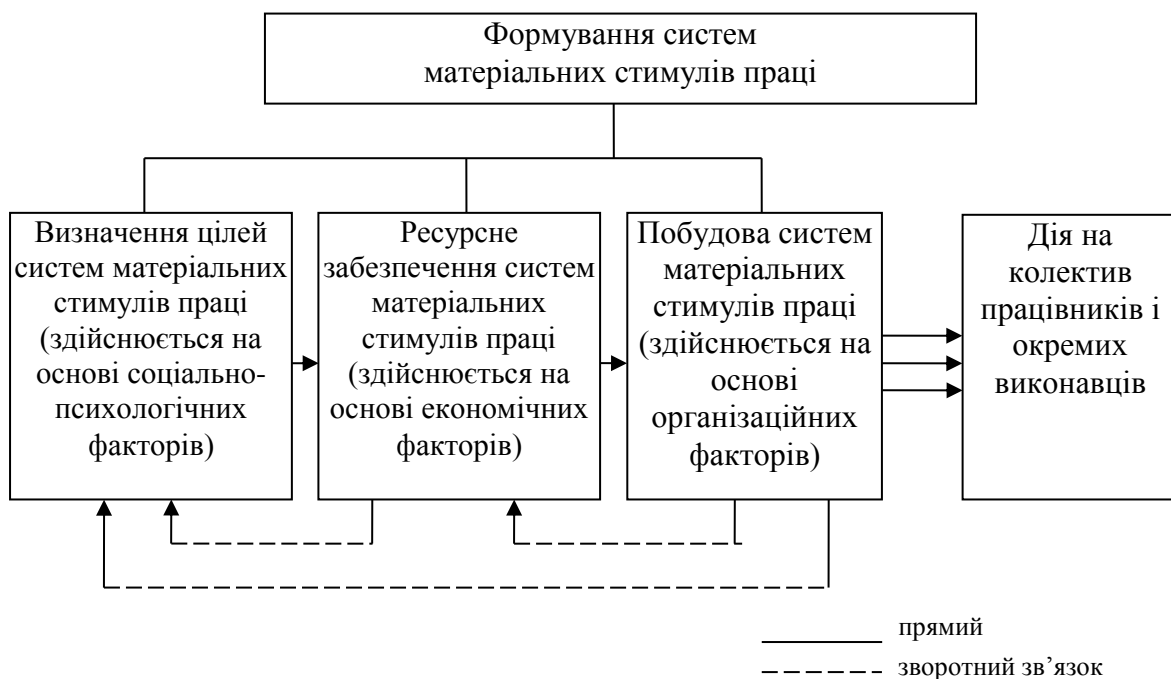 Формування систем
матеріальних стимулів праці
Визначення цілей
систем матеріальних
стимулів праці
(здійснюється на
основі соціально-
психологічних
факторів)
Ресурсне
забезпечення систем
матеріальних
стимулів праці
(здійснюється на
основі економічних
факторів)
Побудова систем
матеріальних
стимулів праці
(здійснюється на
основі
організаційних
факторів)
Дія на
колектив
працівників і
окремих
виконавців
прямий
зворотний зв’язок